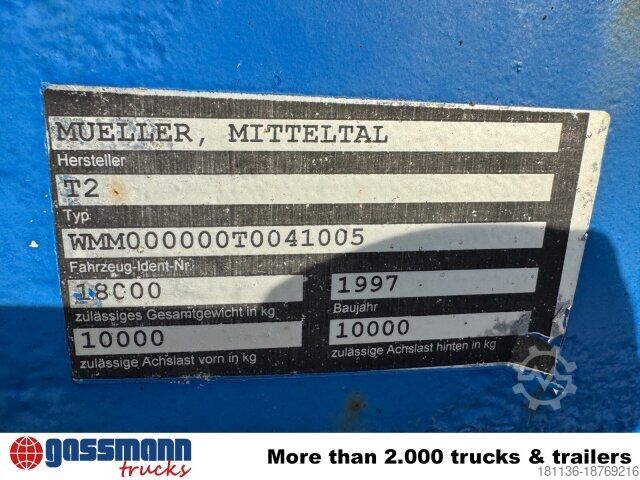 MUELLER, MITTELTAL
Hersteller
T2
Typ
WMM000000T0041005
Fahrzeug-Ident-Nr.
18000 1997
zulässiges Gesamtgewicht in kg Baujahr
10000 10000
zulässige Achslast vorn in kg zulässige Achslast hinten in kg
gassmann trucks More than 2.000 trucks & trailers
181136-18769216